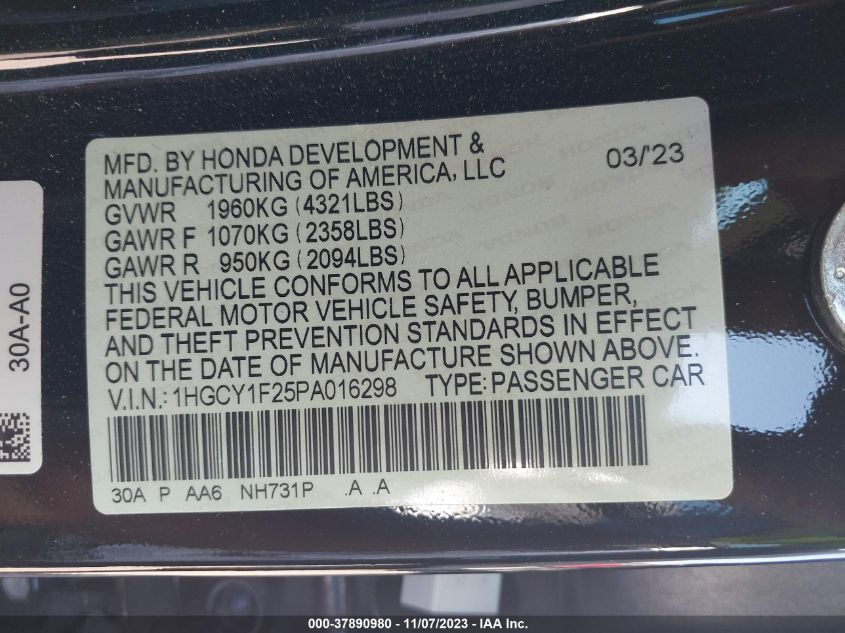 MFD. BY HONDA DEVELOPMENT &
MANUFACTURING OF AMERICA, LLC 03/'23
GVWR 1960KG (4321LBS)
GAWR F 1070KG (2358LBS)
GAWR R 950KG (2094LBS)
THIS VEHICLE CONFORMS TO ALL APPLICABLE
FEDERAL MOTOR VEHICLE SAFETY, BUMPER,
AND THEFT PREVENTION STANDARDS IN EFFECT
ON THE DATE OF MANUFACTURE SHOWN ABOVE.
V.I.N.: 1HGCY1F25PA016298 TYPE: PASSENGER CAR
30A P AA6 NH731P .A .A
30A-A0
000-37890980 - 11/07/2023 - IAA Inc.